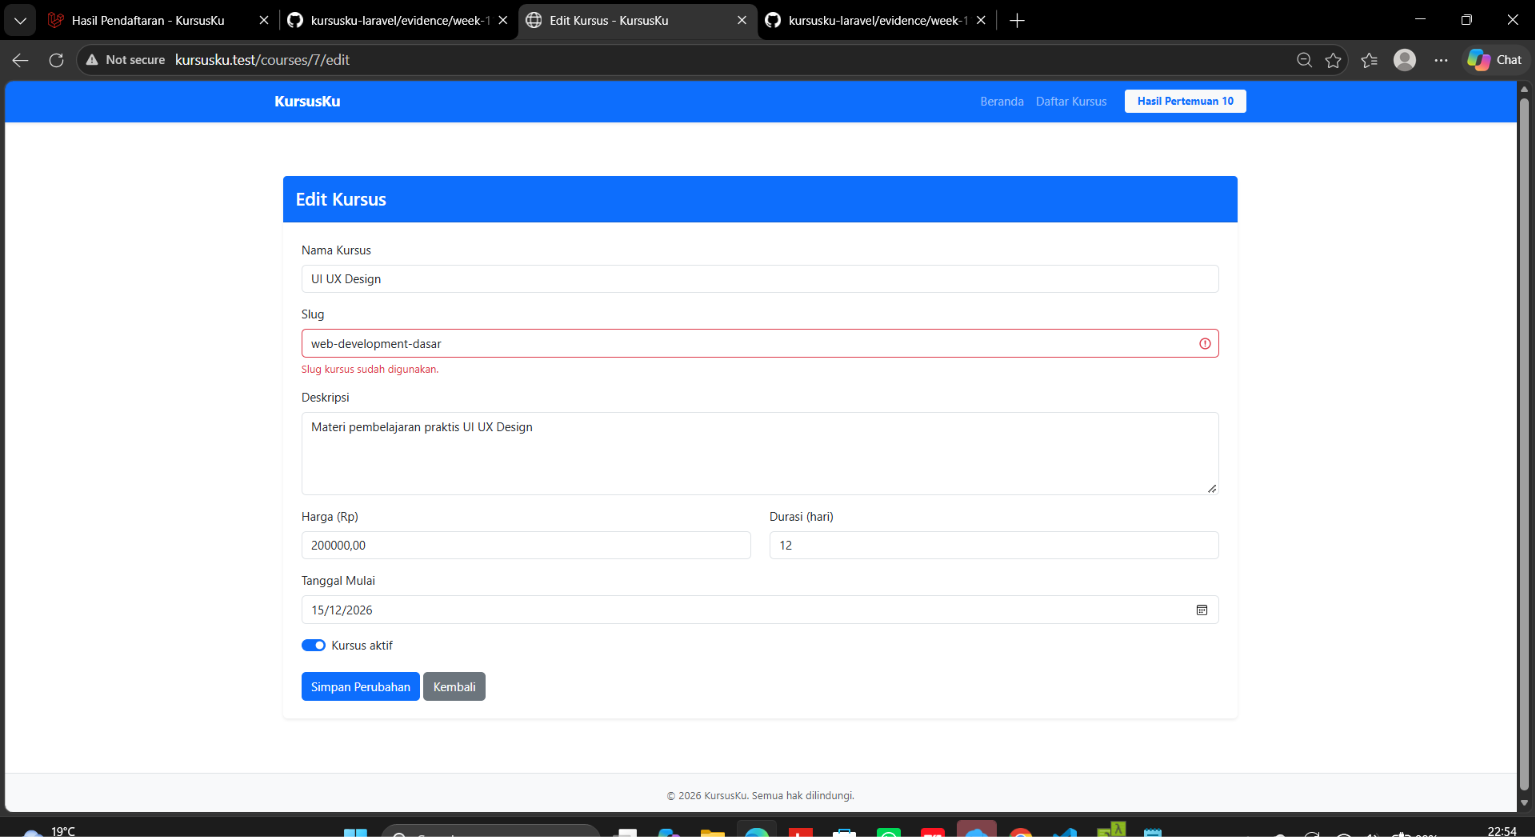 Hasil Pendaftaran - KursusKu
kursusku-laravel/evidence/week-1
Edit Kursus - KursusKu
kursusku-laravel/evidence/week-1
Not secure kursusku.test/courses/7/edit
Chat
KursusKu
Beranda Daftar Kursus Hasil Pertemuan 10
Edit Kursus
Nama Kursus
UI UX Design
Slug
web-development-dasar
Slug kursus sudah digunakan.
Deskripsi
Materi pembelajaran praktis UI UX Design
Harga (Rp) Durasi (hari)
200000,00 12
Tanggal Mulai
15/12/2026
Kursus aktif
Simpan Perubahan Kembali
© 2026 KursusKu. Semua hak dilindungi.
19°C
22:54